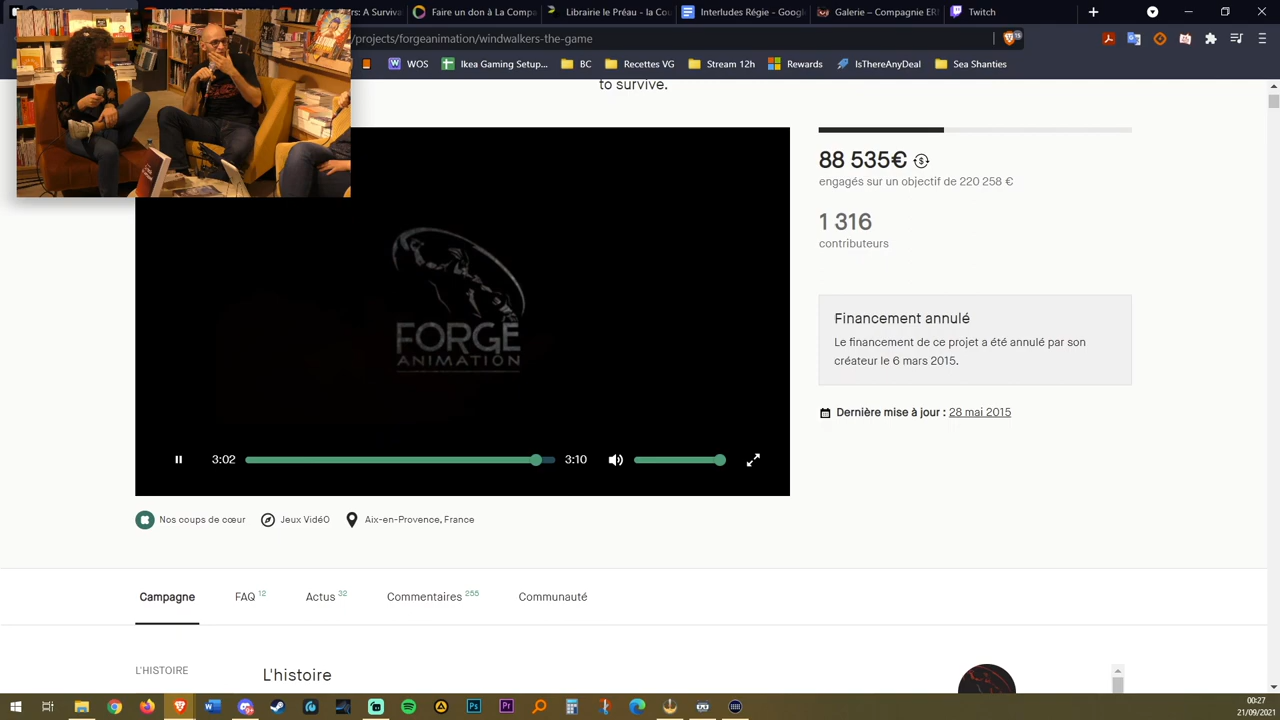 rs: A Surviva
Faire un don à La Compa
Librairie le Préau - la Cou
Interludes Régie - Google
Galerie – Compagnie ER
Twitch
/projects/forgeanimation/windwalkers-the-game
15
WOS
Ikea Gaming Setup...
BC
Recettes
Stream 12h
Rewards
IsThereAnyDeal
Sea Shanties
to survive.
88 535€
engagés sur un objectif de 220 258 €
1 316
contributeurs
FORGE
ANIMATION
Financement annulé
Le financement de ce projet a été annulé par son
créateur le 6 mars 2015.
Dernière mise à jour : 28 mai 2015
3:02
3:10
Nos coups de cœur
Jeux VidéO
Aix-en-Provence, France
Campagne
FAQ 12
Actus 32
Commentaires 255
Communauté
L'HISTOIRE
L'histoire
00:27
21/09/2021